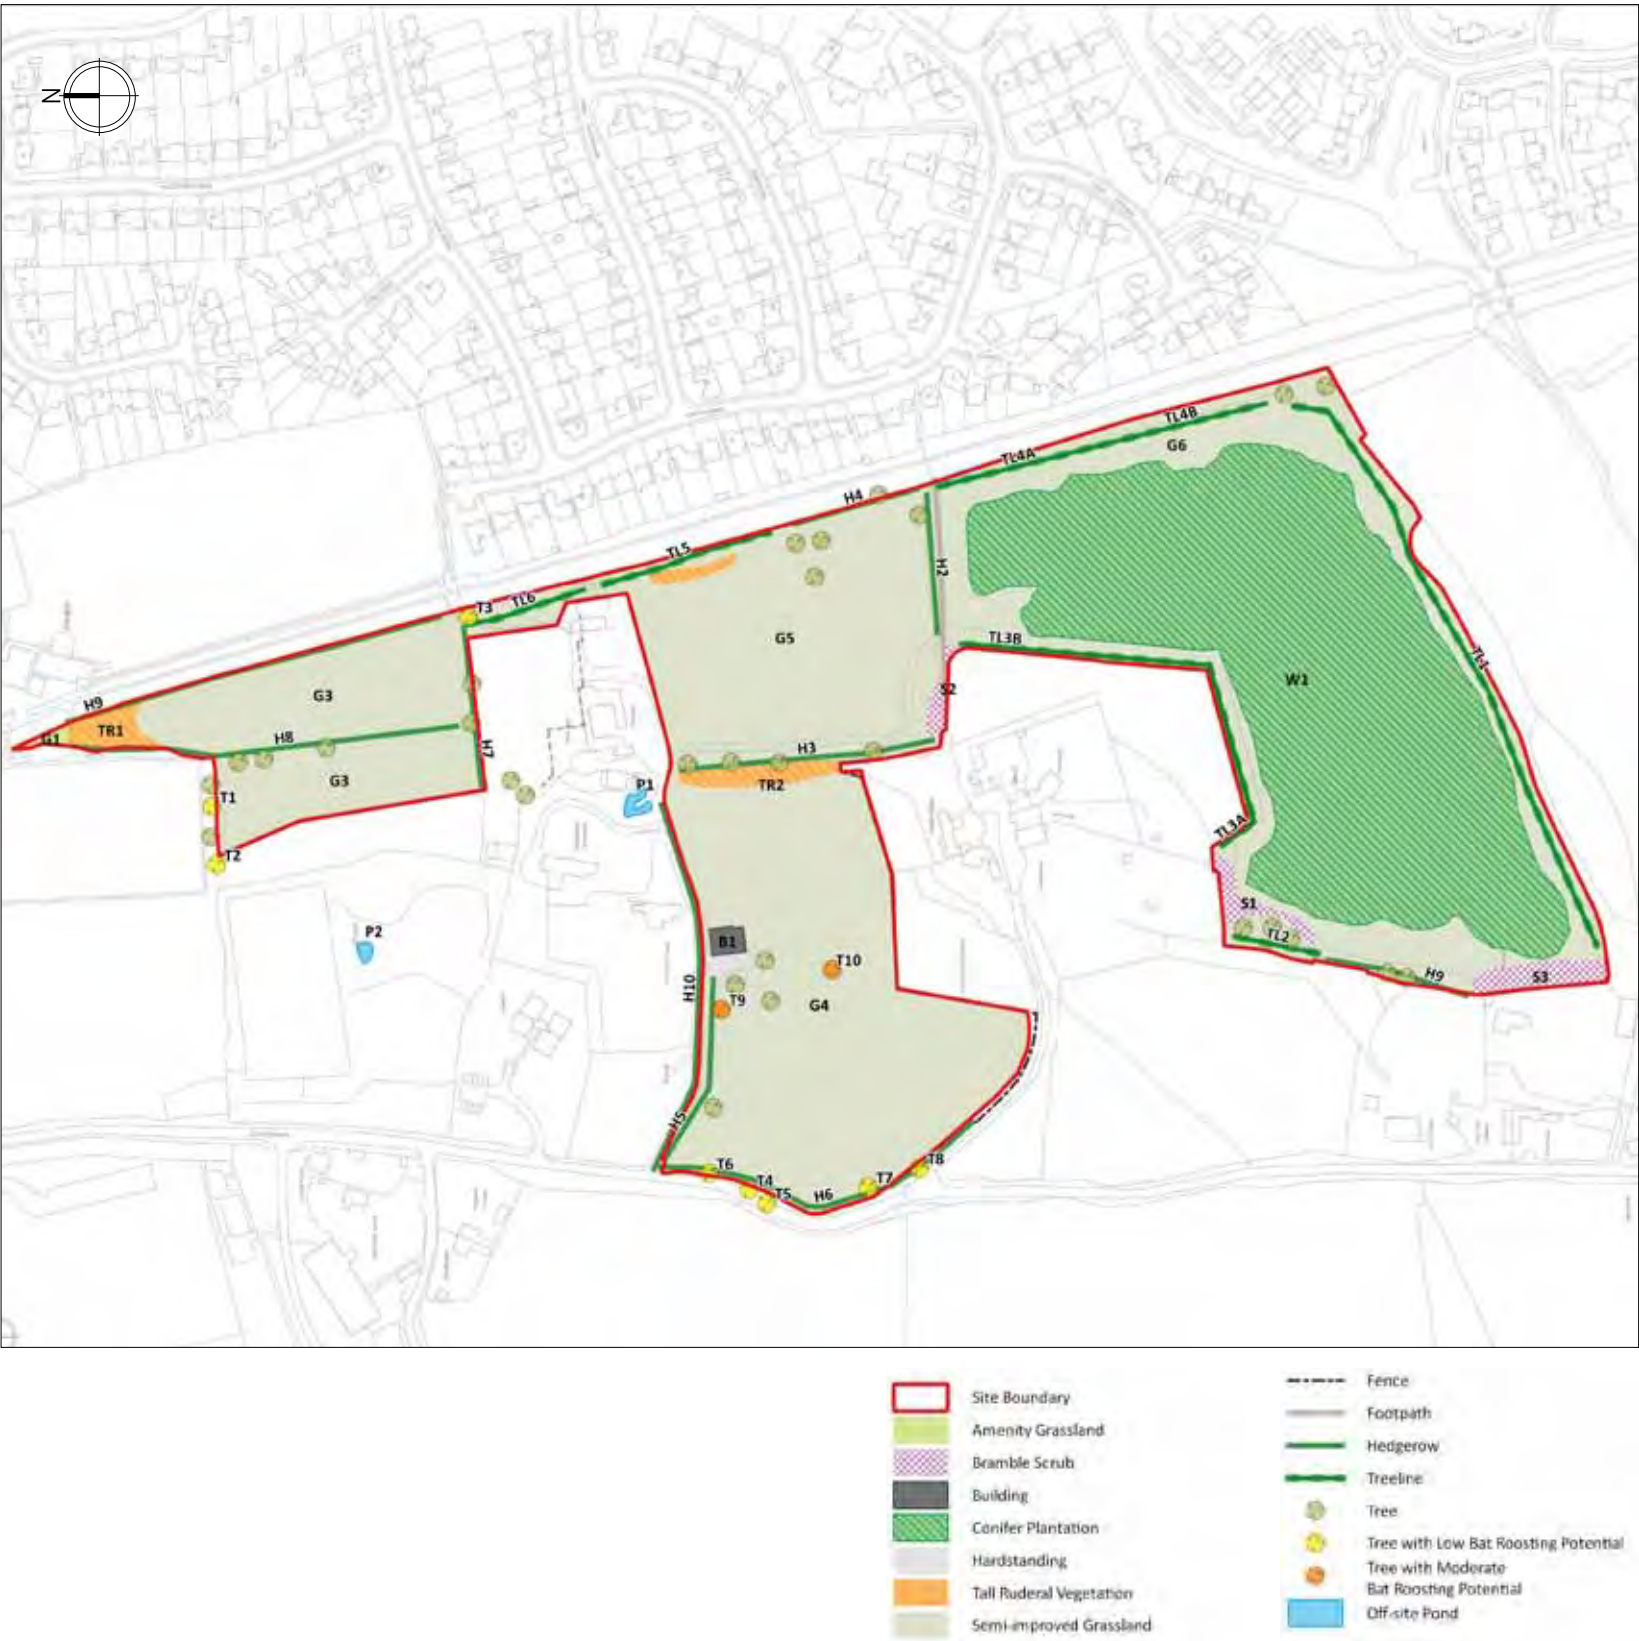 N
TL4B
G6
TL4A
H4
TL5
H2
T3
TL6
G5
TL3B
TL1
W1
S2
G3
H9
TR1
G1
H8
H7
H3
G3
P1
TR2
T1
TL3A
T2
S1
P2
B1
TL2
T10
H9
S3
H10
T9
G4
H5
T6
T8
T4
T7
T5
H6
Site Boundary
Amenity Grassland
Bramble Scrub
Building
Conifer Plantation
Hardstanding
Tall Ruderal Vegetation
Semi-improved Grassland
Fence
Footpath
Hedgerow
Treeline
Tree
Tree with Low Bat Roosting Potential
Tree with Moderate
Bat Roosting Potential
Off-site Pond